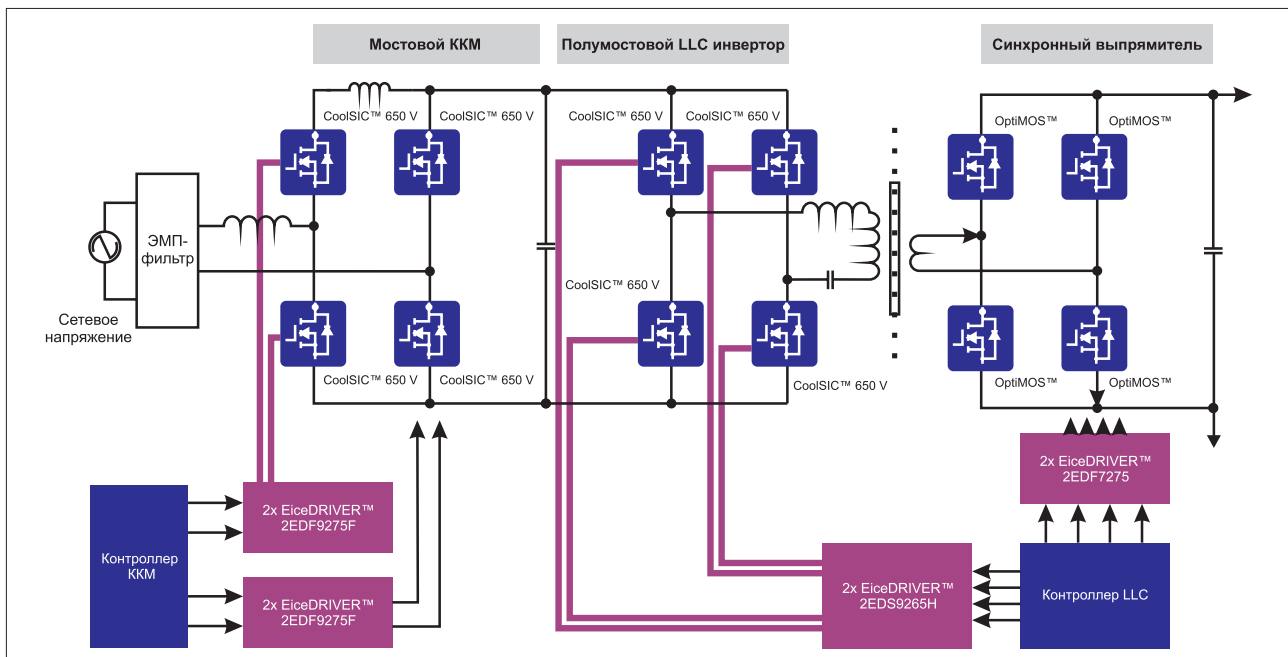 Мостовой ККМ
Полумостовой LLC инвертор
Синхронный выпрямитель
CoolSIC™ 650 V
CoolSIC™ 650 V
CoolSIC™ 650 V
CoolSIC™ 650 V
OptiMOS™
OptiMOS™
ЭМП-
фильтр
Сетевое
напряжение
CoolSIC™ 650 V
CoolSIC™ 650 V
CoolSIC™ 650 V
CoolSIC™ 650 V
OptiMOS™
OptiMOS™
2x EiceDRIVER™
2EDF7275
2x EiceDRIVER™
2EDF9275F
Контроллер
ККМ
2x EiceDRIVER™
2EDF9275F
2x EiceDRIVER™
2EDS9265H
Контроллер LLC